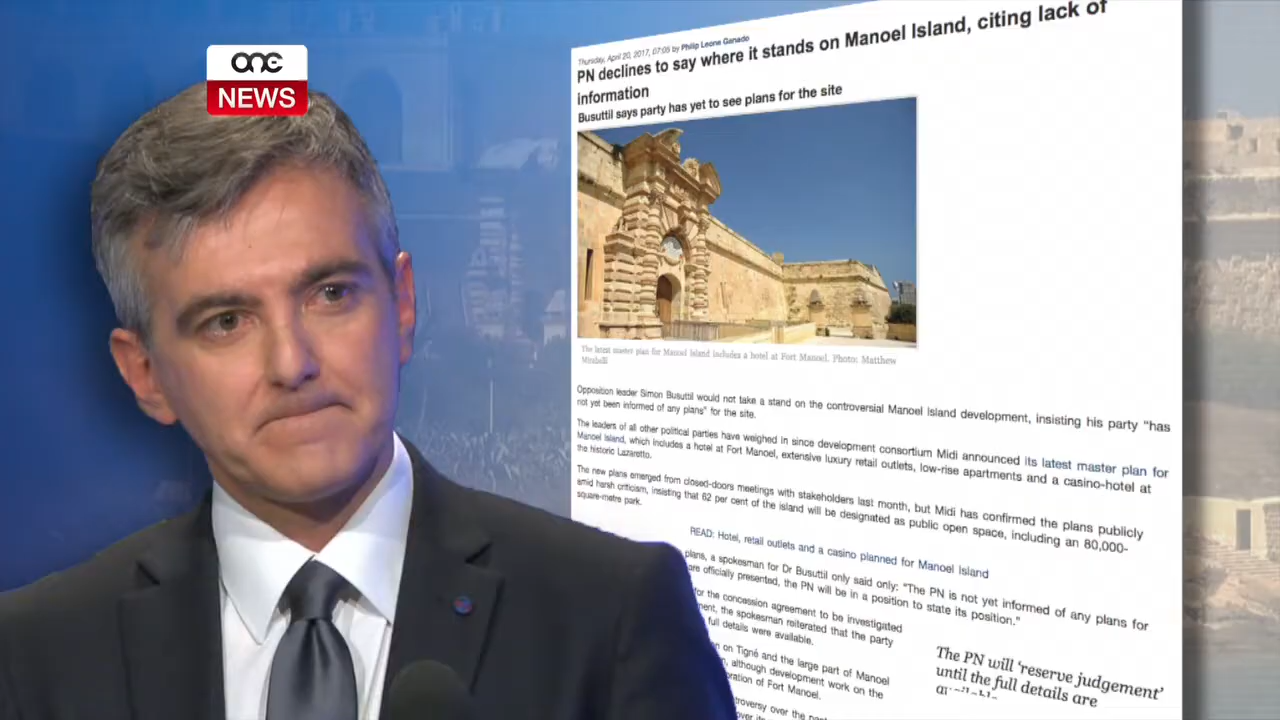 one
NEWS
Thursday, April 20, 2017, 07:05 by Philip Leone Ganado
PN declines to say where it stands on Manoel Island, citing lack of
information
Busuttil says party has yet to see plans for the site
The latest master plan for Manoel Island includes a hotel at Fort Manoel. Photo: Matthew
Mirabelli
Opposition leader Simon Busuttil would not take a stand on the controversial Manoel Island development, insisting his party "has
not yet been informed of any plans" for the site.
The leaders of all other political parties have weighed in since development consortium Midi announced its latest master plan for
Manoel Island, which includes a hotel at Fort Manoel, extensive luxury retail outlets, low-rise apartments and a casino-hotel at
the historic Lazaretto.
The new plans emerged from closed-doors meetings with stakeholders last month, but Midi has confirmed the plans publicly
amid harsh criticism, insisting that 62 per cent of the island will be designated as public open space, including an 80,000-
square-metre park.
READ: Hotel, retail outlets and a casino planned for Manoel Island
plans, a spokesman for Dr Busuttil only said only: "The PN is not yet informed of any plans for
are officially presented, the PN will be in a position to state its position."
for the concession agreement to be investigated
ment, the spokesman reiterated that the party
full details were available.
on Tigné and the large part of Manoel
although development work on the
oration of Fort Manoel.
The PN will 'reserve judgement'
until the full details are